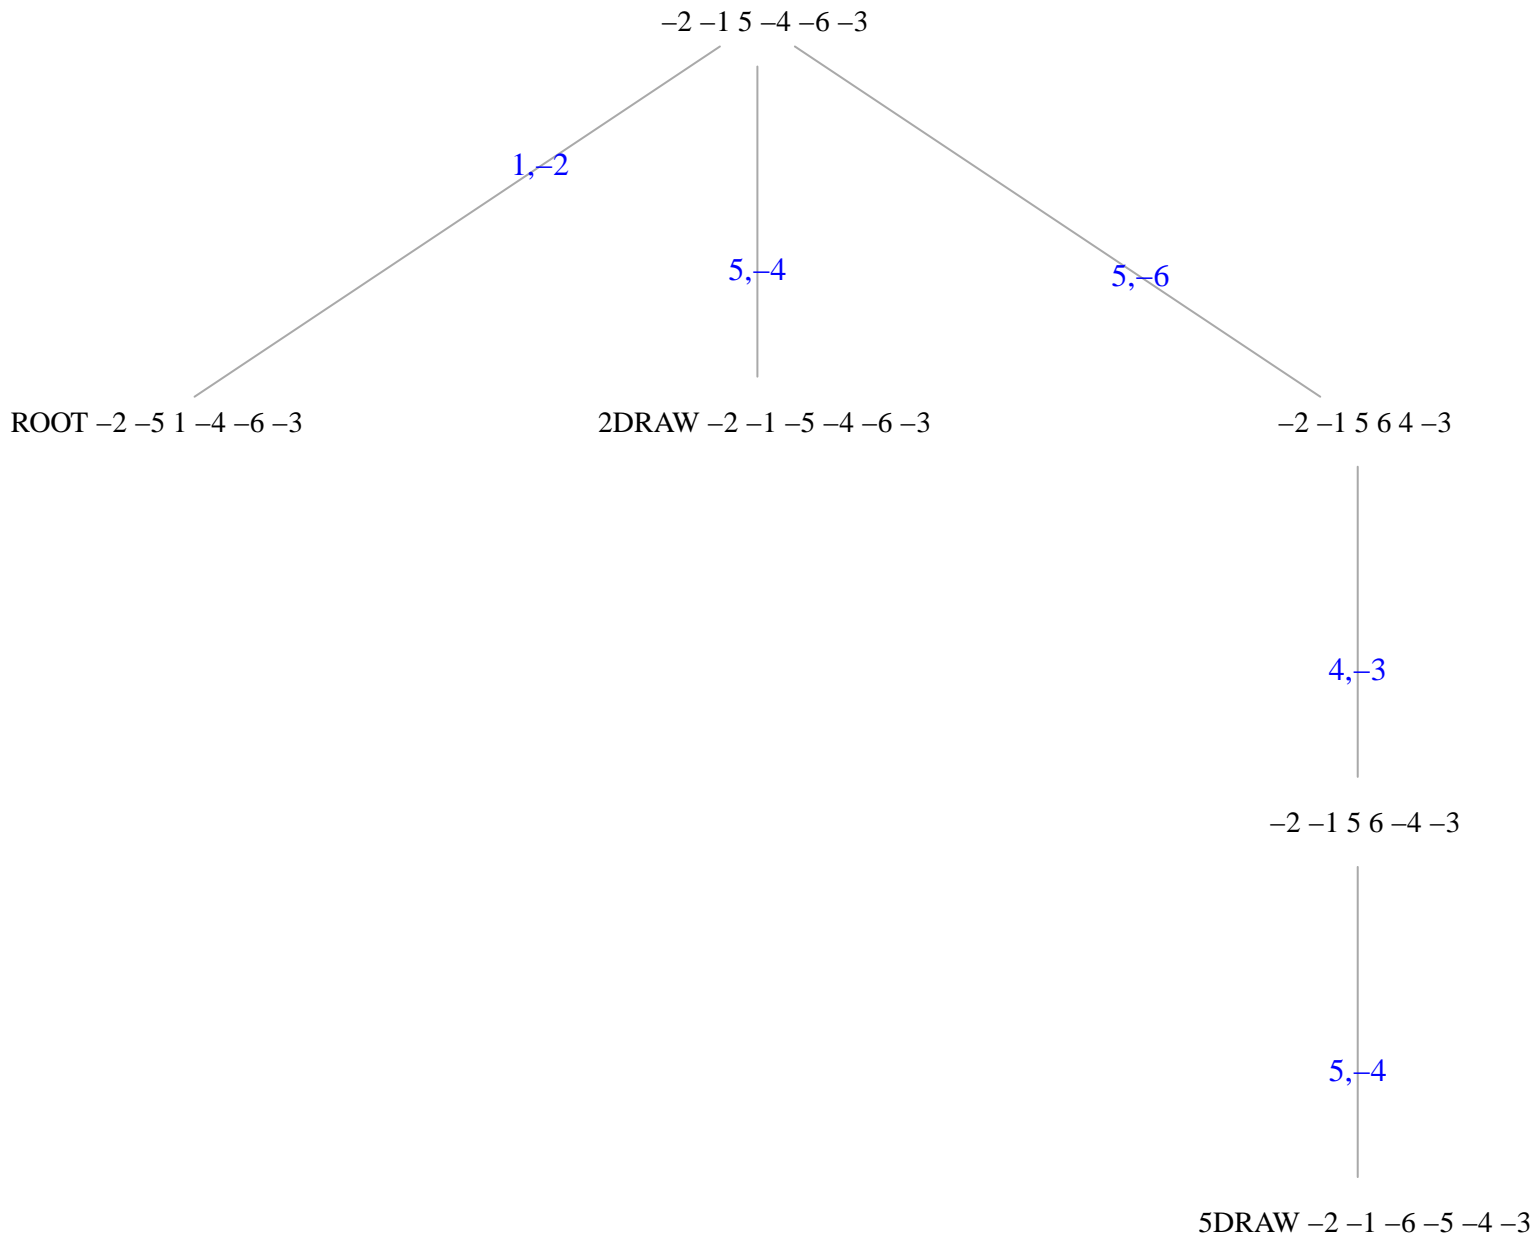 –2 –1 5 –4 –6 –3
1,–2
5,–4
5,–6
ROOT –2 –5 1 –4 –6 –3
2DRAW –2 –1 –5 –4 –6 –3
–2 –1 5 6 4 –3
4,–3
–2 –1 5 6 –4 –3
5,–4
5DRAW –2 –1 –6 –5 –4 –3